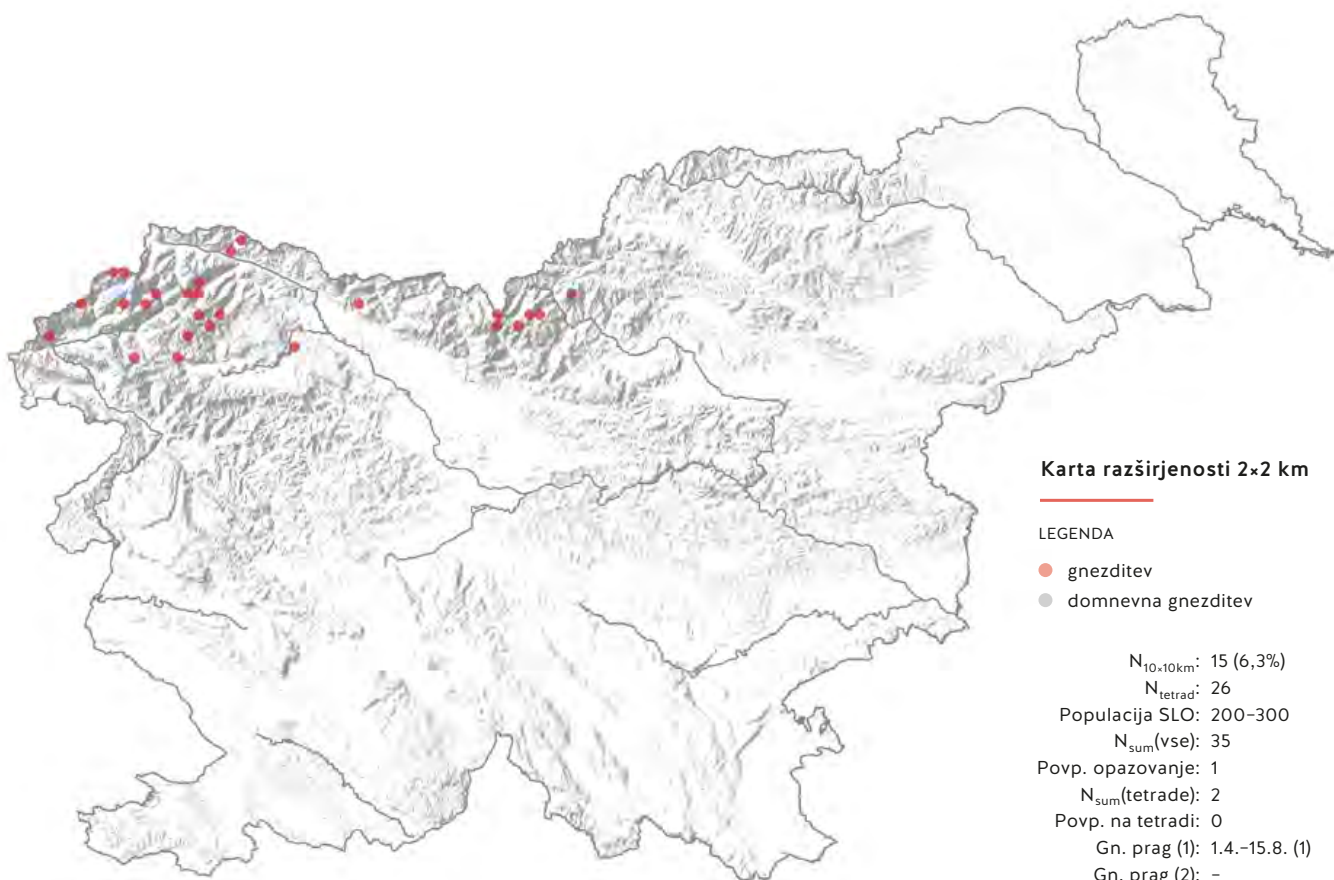 Karta razširjenosti 2×2 km
LEGENDA
gnezditev
domnevna gnezditev
N10×10km: 15 (6,3%)
Ntetrad: 26
Populacija SLO: 200–300
Nsum(vse): 35
Povp. opazovanje: 1
Nsum(tetrade): 2
Povp. na tetradi: 0
Gn. prag (1): 1.4.–15.8. (1)
Gn. prag (2): –